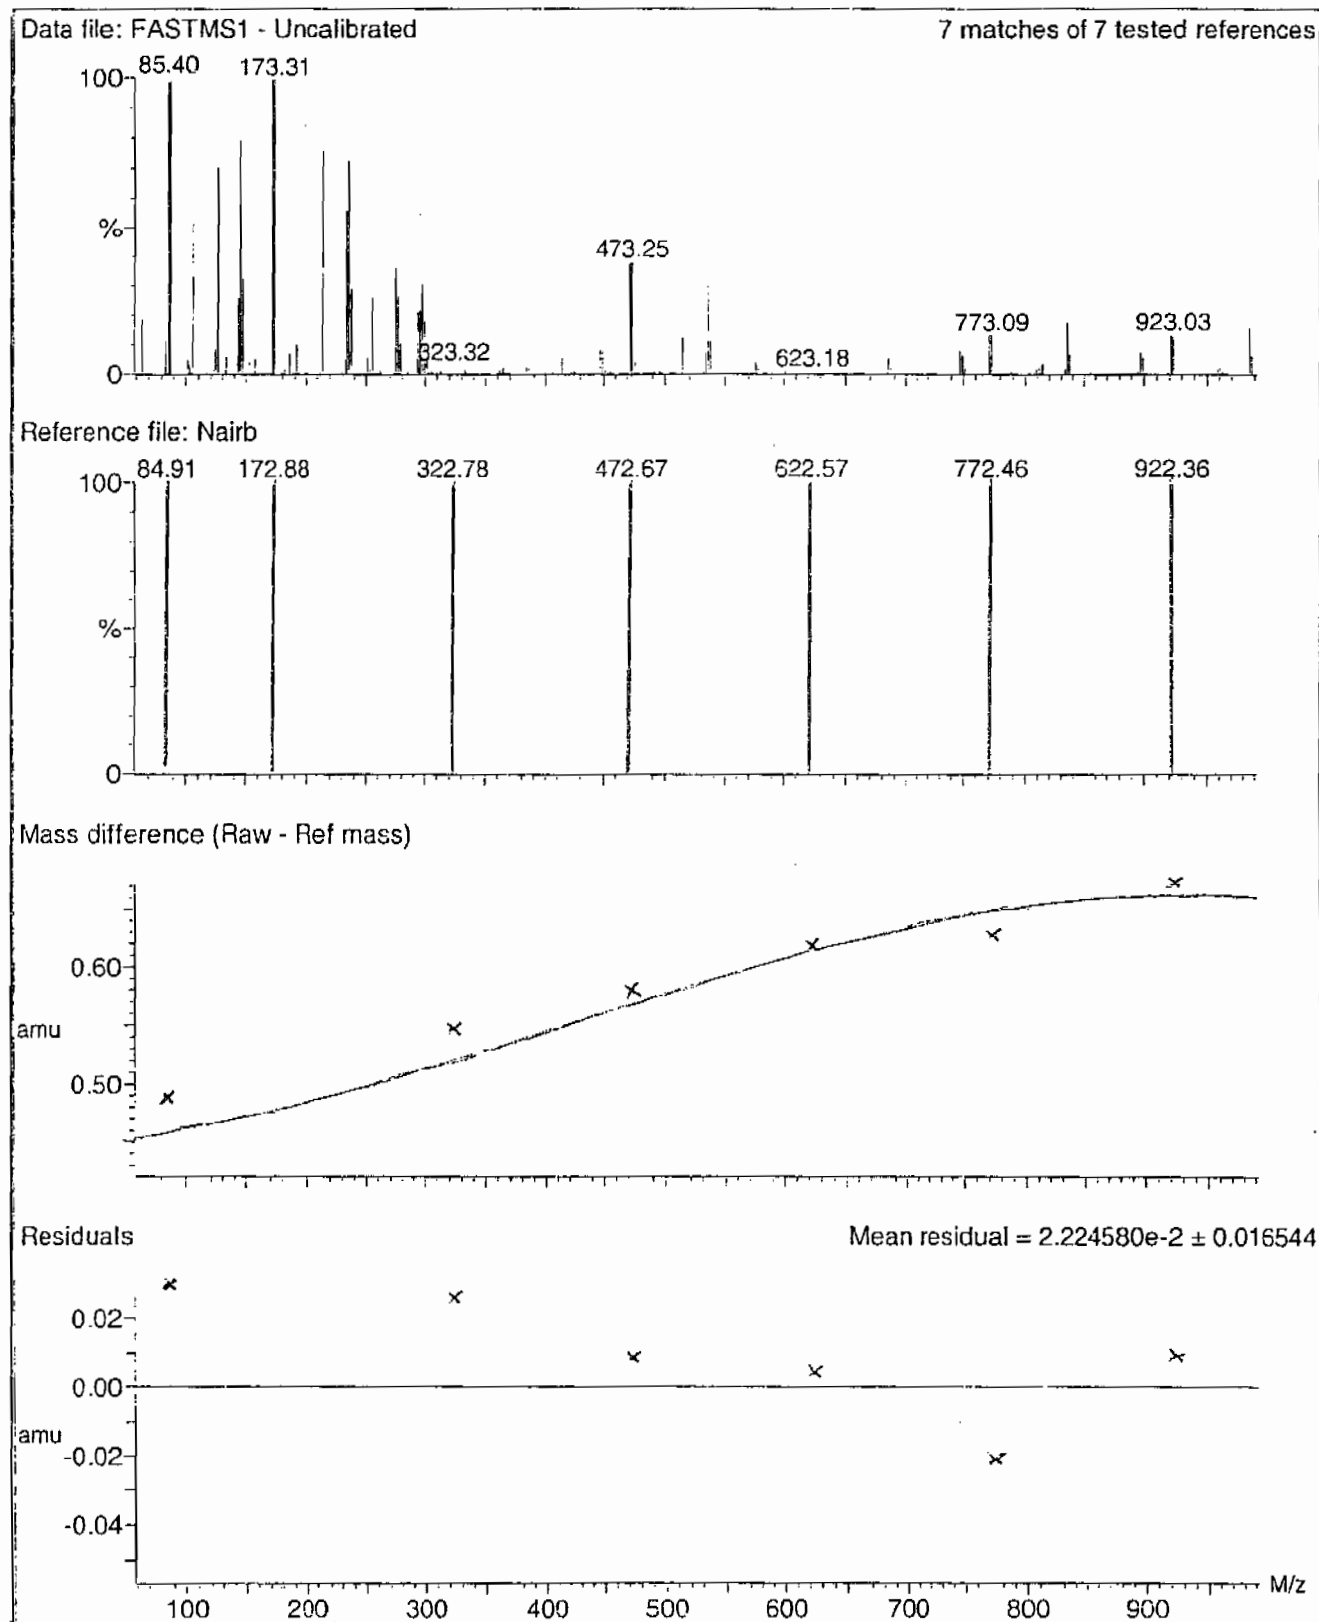 Data file: FASTMS1 - Uncalibrated 7 matches of 7 tested references
85.40 173.31
100
%
473.25
773.09 923.03
323.32 623.18
0
Reference file: Nairb
84.91 172.88 322.78 472.67 622.57 772.46 922.36
100
%
0
Mass difference (Raw - Ref mass)
0.60
amu
0.50
Residuals Mean residual = 2.224580e-2 ± 0.016544
0.02
0.00
amu
-0.02
-0.04
M/z
100 200 300 400 500 600 700 800 900